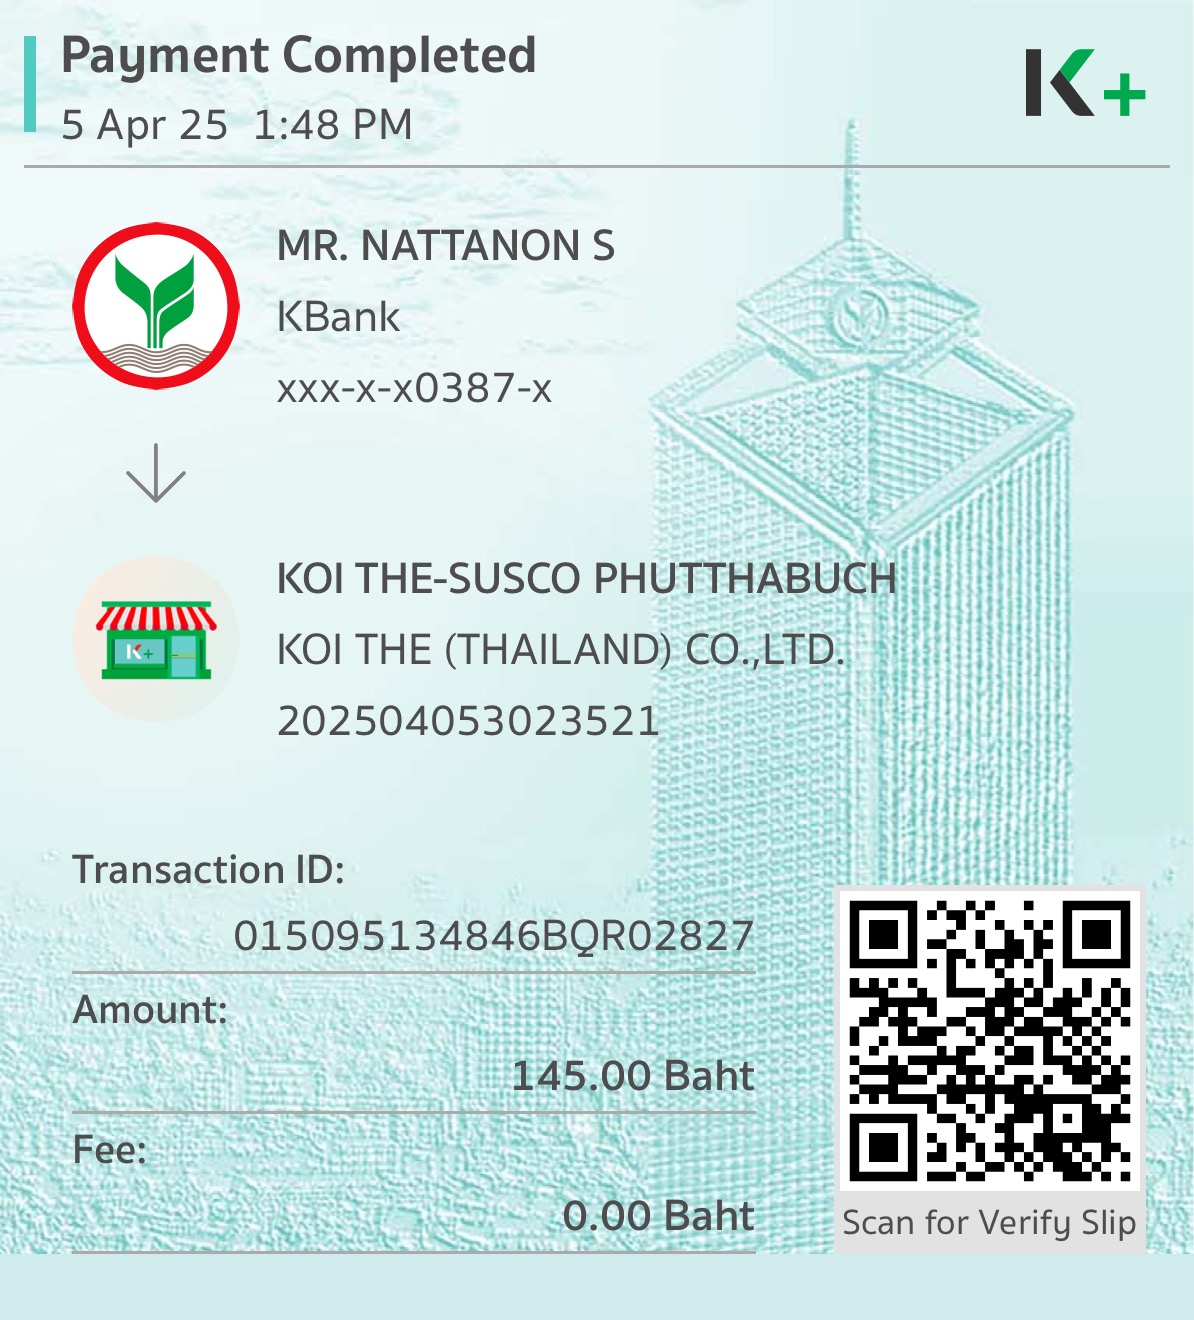 Payment Completed
5 Apr 25 1:48 PM
K+
MR. NATTANON S
KBank
xxx-x-x0387-x
KOI THE-SUSCO PHUTTHABUCH
KOI THE (THAILAND) CO.,LTD.
K+
202504053023521
Transaction ID:
015095134846BQR02827
Amount:
145.00 Baht
Fee:
0.00 Baht
Scan for Verify Slip